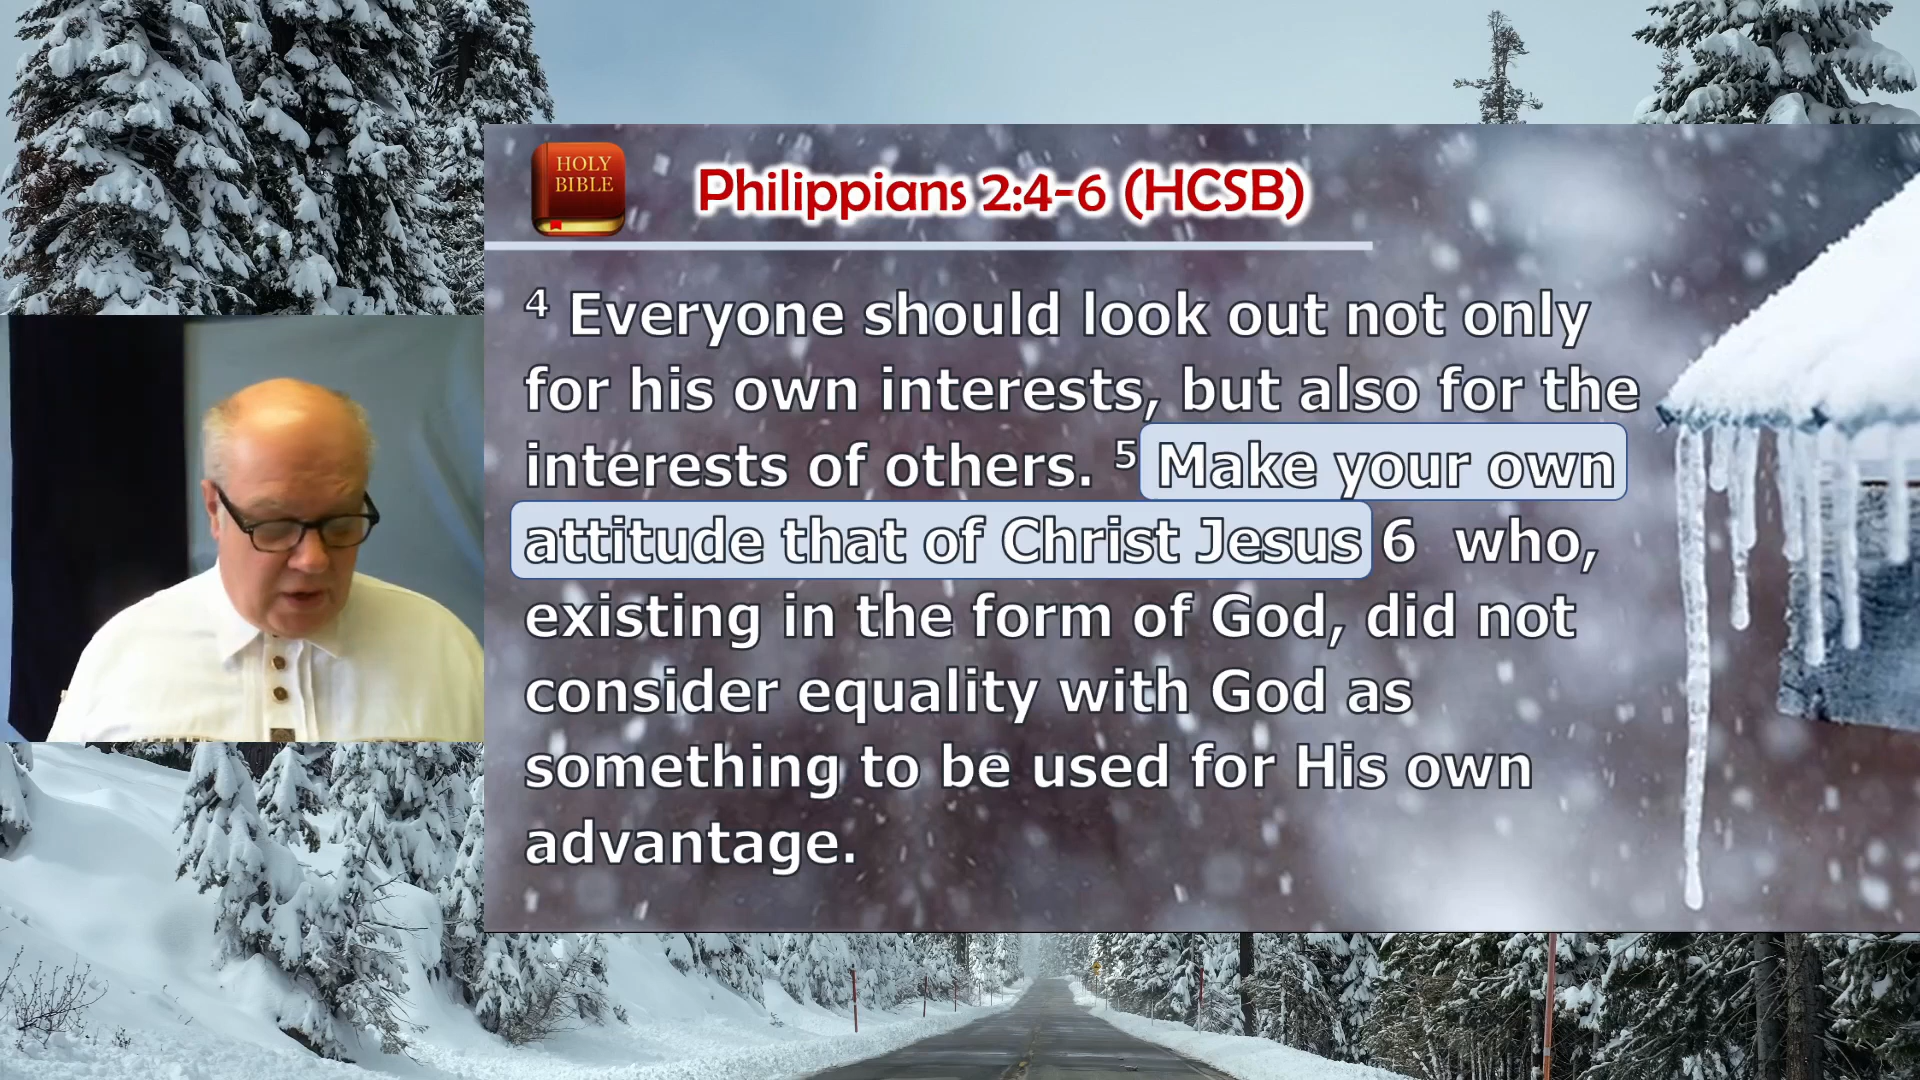 HOLY
BIBLE
Philippians 2:4-6 (HCSB)
4 Everyone should look out not only
for his own interests, but also for the
interests of others. 5 Make your own
attitude that of Christ Jesus 6 who,
existing in the form of God, did not
consider equality with God as
something to be used for His own
advantage.